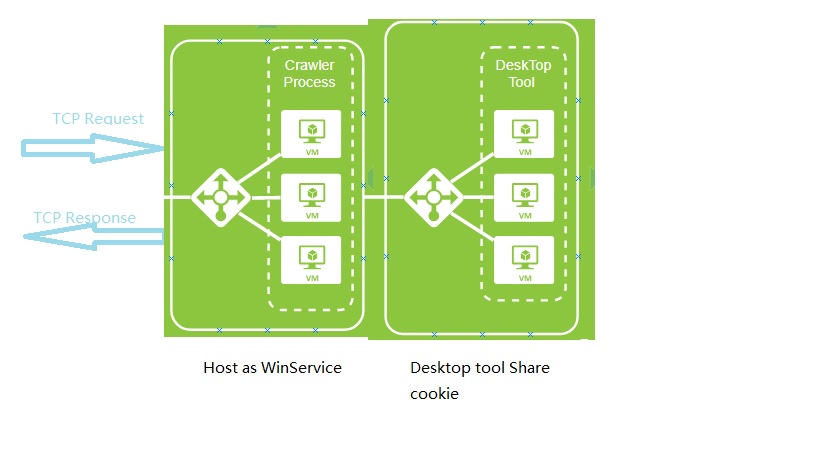 Crawler
Process
DeskTop
Tool
TCP Request
VM
VM
VM
VM
TCP Response
VM
VM
Host as WinService
Desktop tool Share
cookie